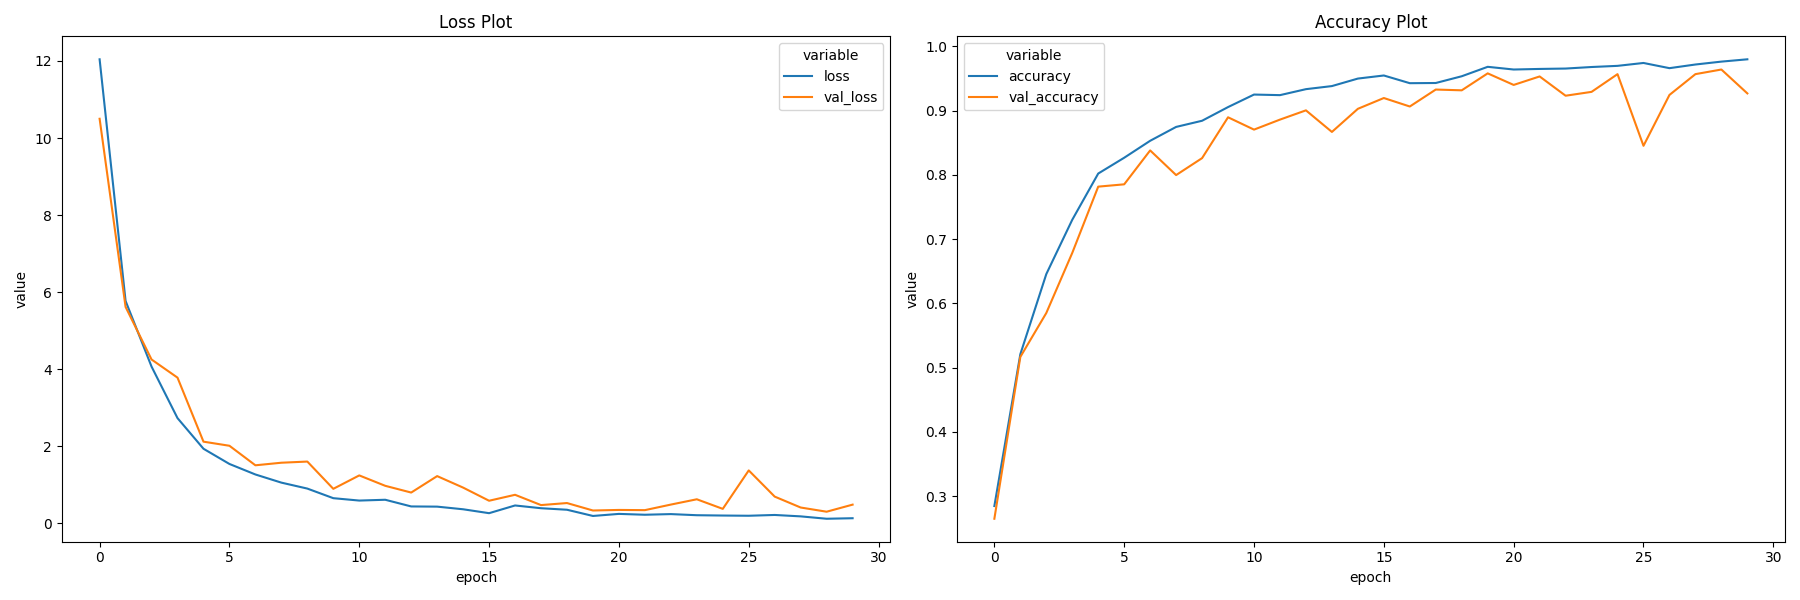 Loss Plot
variable
loss
val_loss
12
10
8
6
4
2
0
value
0 5 10 15 20 25 30
epoch
Accuracy Plot
variable
accuracy
val_accuracy
1.0
0.9
0.8
0.7
0.6
0.5
0.4
0.3
value
0 5 10 15 20 25 30
epoch